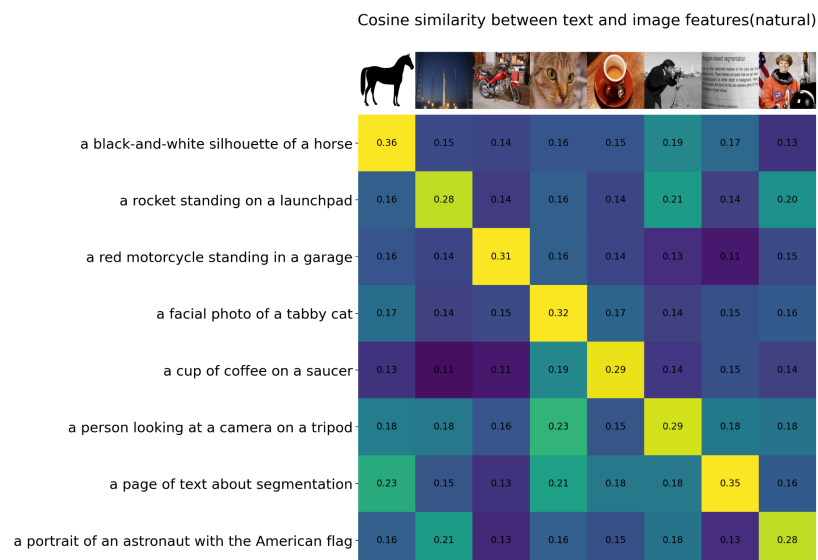 Cosine similarity between text and image features(natural)
a black-and-white silhouette of a horse 0.36 0.15 0.14 0.16 0.15 0.19 0.17 0.13
a rocket standing on a launchpad 0.16 0.28 0.14 0.16 0.14 0.21 0.14 0.20
a red motorcycle standing in a garage 0.16 0.14 0.31 0.16 0.14 0.13 0.11 0.15
a facial photo of a tabby cat 0.17 0.14 0.15 0.32 0.17 0.14 0.15 0.16
a cup of coffee on a saucer 0.13 0.11 0.11 0.19 0.29 0.14 0.15 0.14
a person looking at a camera on a tripod 0.18 0.18 0.16 0.23 0.15 0.29 0.18 0.18
a page of text about segmentation 0.23 0.15 0.13 0.21 0.18 0.18 0.35 0.16
a portrait of an astronaut with the American flag 0.16 0.21 0.13 0.16 0.15 0.18 0.13 0.28